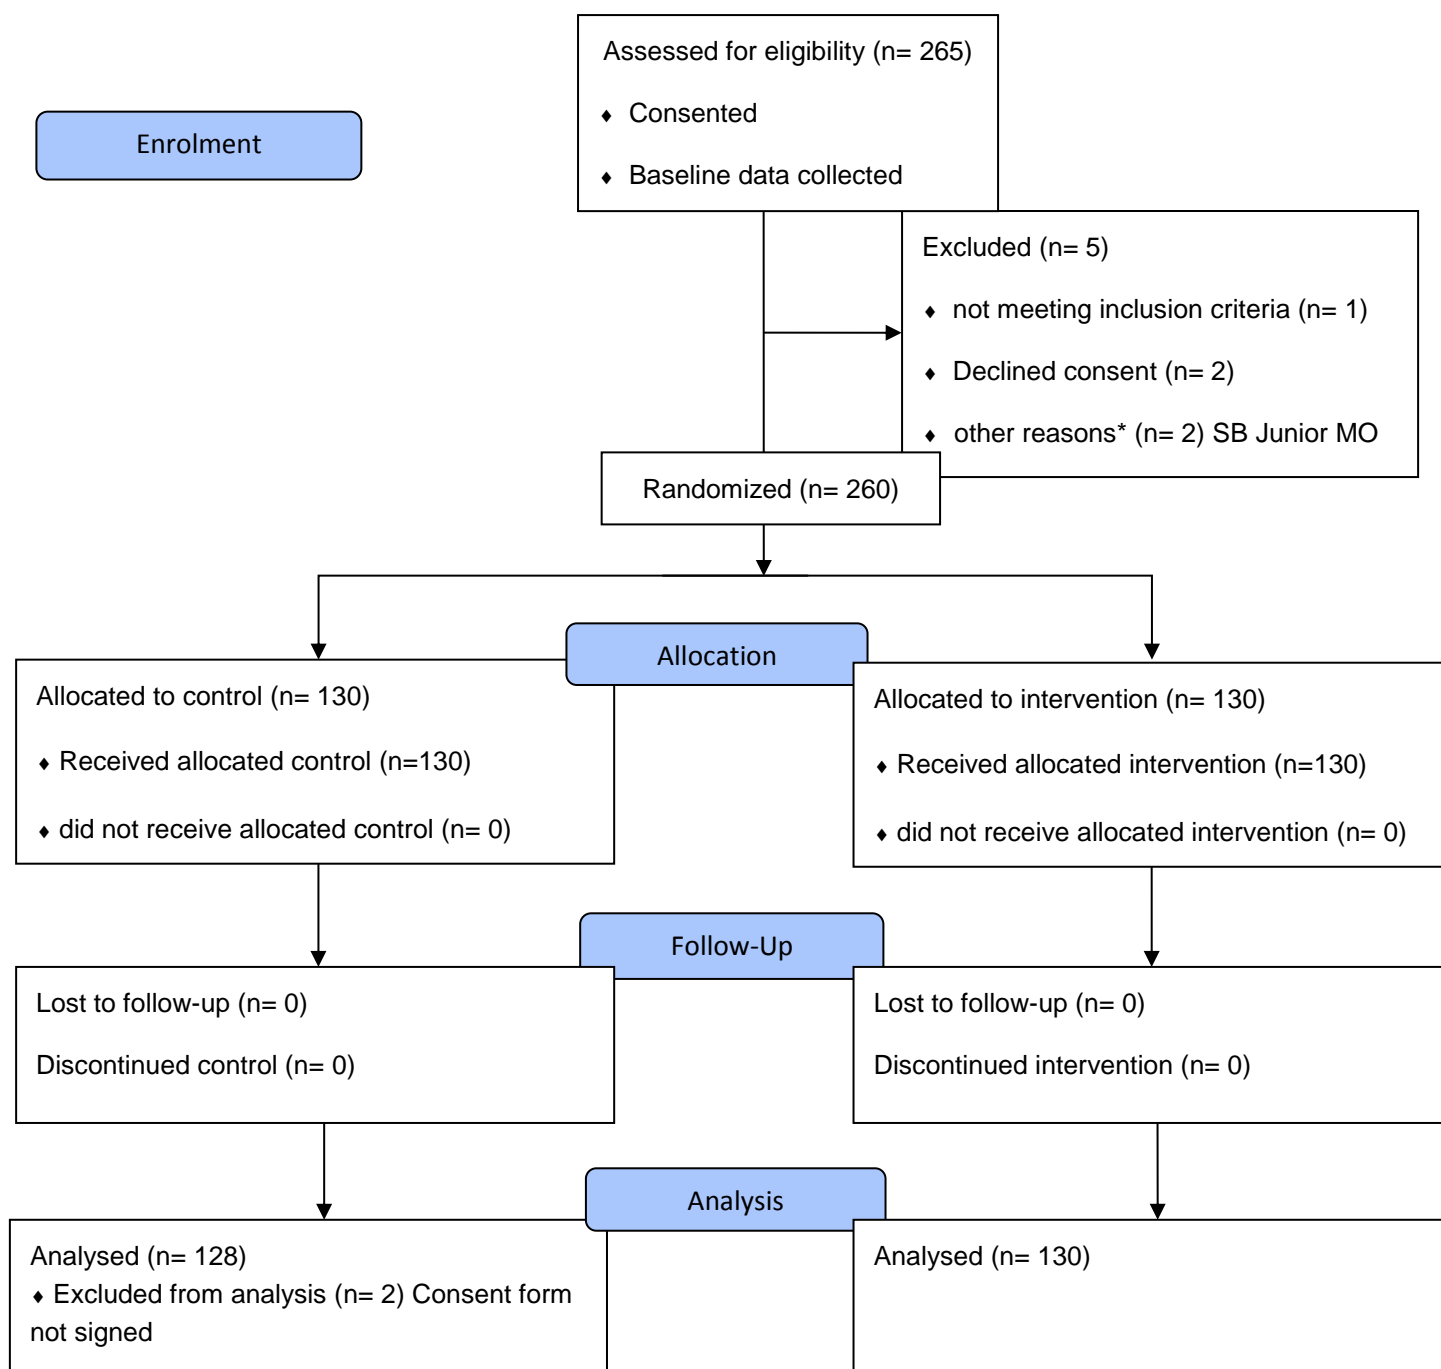 Assessed for eligibility (n= 265)
♦ Consented
♦ Baseline data collected
Enrolment
Excluded (n= 5)
♦ not meeting inclusion criteria (n= 1)
♦ Declined consent (n= 2)
♦ other reasons* (n= 2) SB Junior MO
Randomized (n= 260)
Allocation
Allocated to control (n= 130)
♦ Received allocated control (n=130)
♦ did not receive allocated control (n= 0)
Allocated to intervention (n= 130)
♦ Received allocated intervention (n=130)
♦ did not receive allocated intervention (n= 0)
Follow-Up
Lost to follow-up (n= 0)
Discontinued control (n= 0)
Lost to follow-up (n= 0)
Discontinued intervention (n= 0)
Analysis
Analysed (n= 128)
♦ Excluded from analysis (n= 2) Consent form
not signed
Analysed (n= 130)